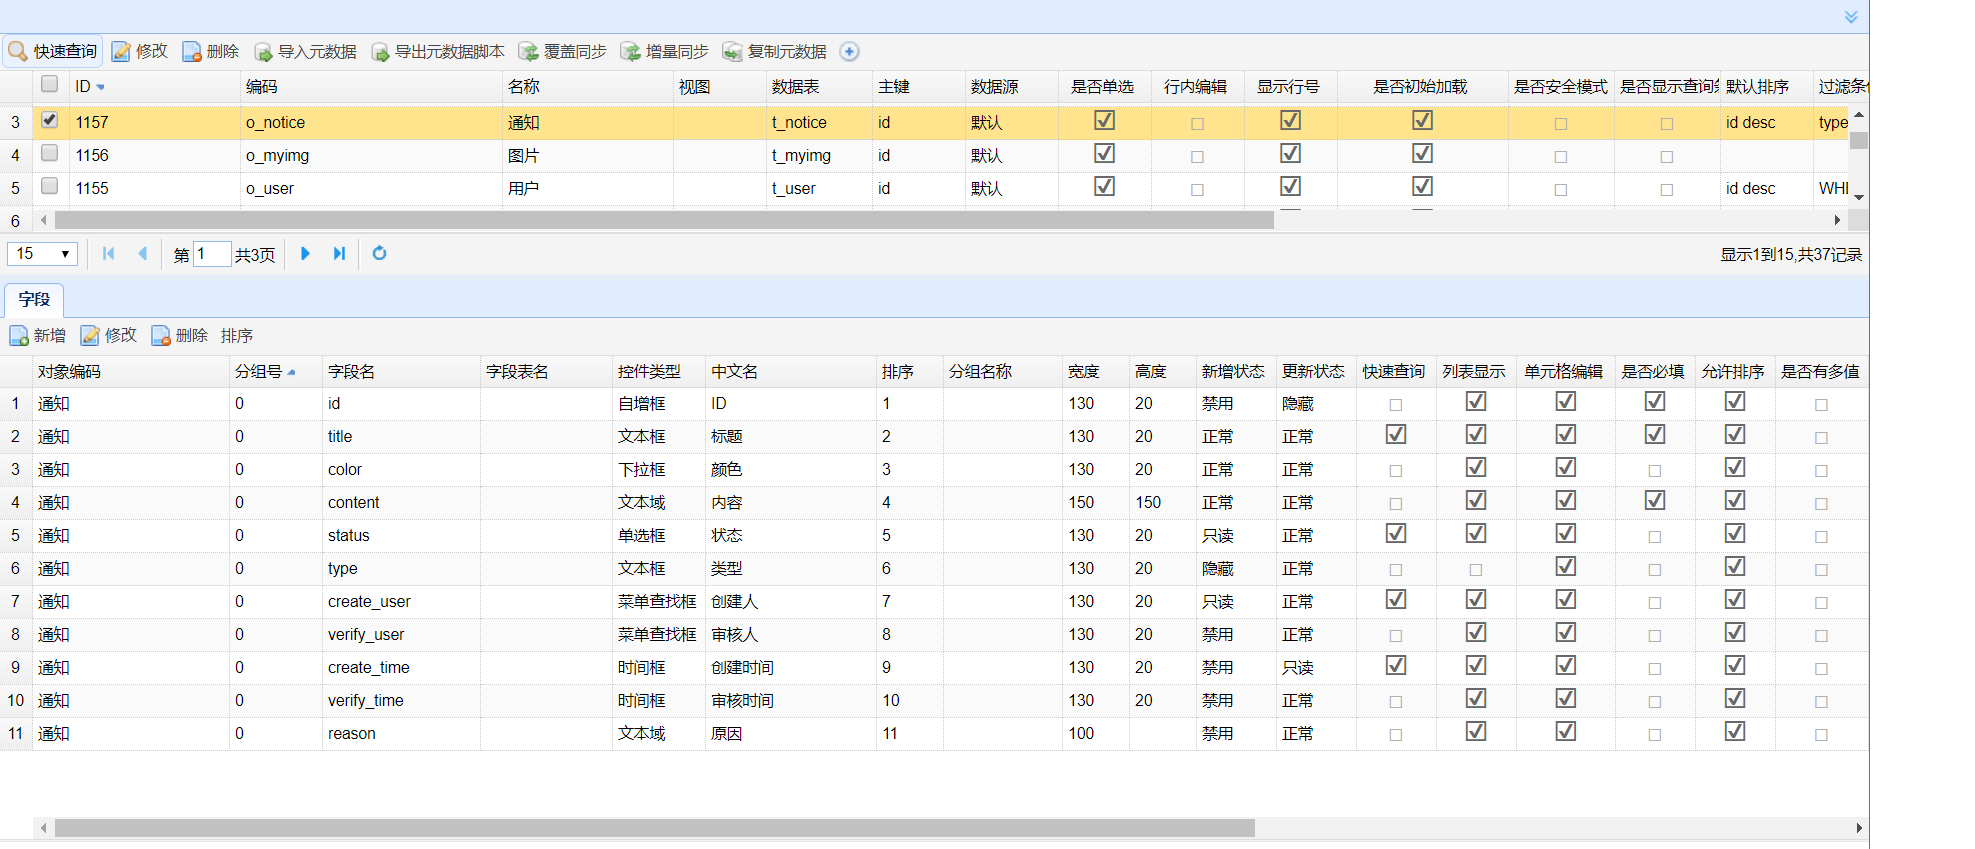 快速查询 修改 删除 导入元数据 导出元数据脚本 覆盖同步 增量同步 复制元数据
ID 编码 名称 视图 数据表 主键 数据源 是否单选 行内编辑 显示行号 是否初始加载 是否安全模式 是否显示查询 默认排序 过滤条
3 1157 o_notice 通知 t_notice id 默认 id desc type
4 1156 o_myimg 图片 t_myimg id 默认
5 1155 o_user 用户 t_user id 默认 id desc WHI
6
15 第 1 共3页 显示1到15,共37记录
字段
新增 修改 删除 排序
对象编码 分组号 字段名 字段表名 控件类型 中文名 排序 分组名称 宽度 高度 新增状态 更新状态 快速查询 列表显示 单元格编辑 是否必填 允许排序 是否有多值
1 通知 0 id 自增框 ID 1 130 20 禁用 隐藏
2 通知 0 title 文本框 标题 2 130 20 正常 正常
3 通知 0 color 下拉框 颜色 3 130 20 正常 正常
4 通知 0 content 文本域 内容 4 150 150 正常 正常
5 通知 0 status 单选框 状态 5 130 20 只读 正常
6 通知 0 type 文本框 类型 6 130 20 隐藏 正常
7 通知 0 create_user 菜单查找框 创建人 7 130 20 只读 正常
8 通知 0 verify_user 菜单查找框 审核人 8 130 20 禁用 正常
9 通知 0 create_time 时间框 创建时间 9 130 20 禁用 只读
10 通知 0 verify_time 时间框 审核时间 10 130 20 禁用 正常
11 通知 0 reason 文本域 原因 11 100 禁用 正常